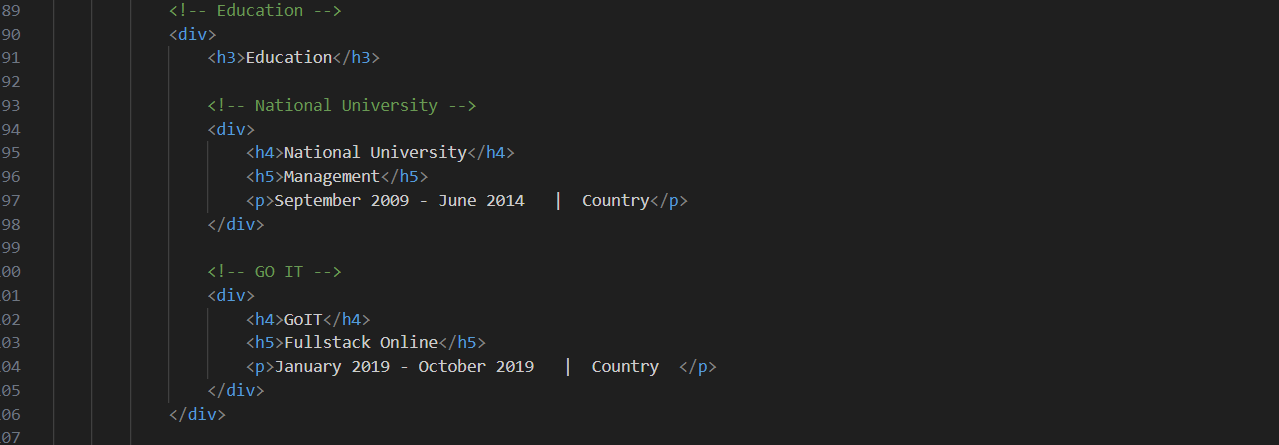 89 <!-- Education -->
90 <div>
91 <h3>Education</h3>
92
93 <!-- National University -->
94 <div>
95 <h4>National University</h4>
96 <h5>Management</h5>
97 <p>September 2009 - June 2014   |  Country</p>
98 </div>
99
00 <!-- GO IT -->
01 <div>
02 <h4>GoIT</h4>
03 <h5>Fullstack Online</h5>
04 <p>January 2019 - October 2019   |  Country  </p>
05 </div>
06 </div>
07